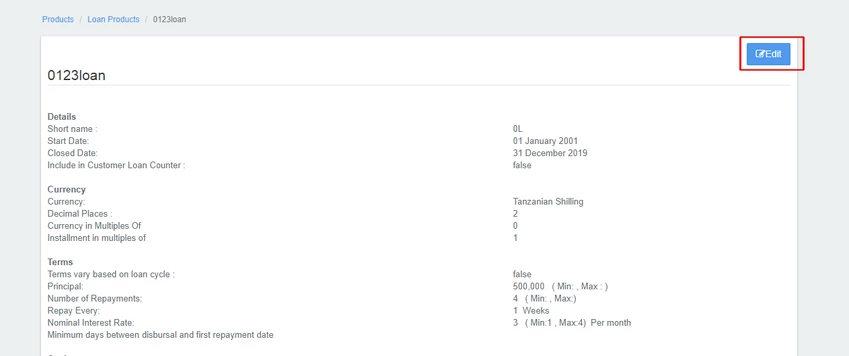 Products / Loan Products / 0123loan
Edit
0123loan
Details
Short name : 0L
Start Date: 01 January 2001
Closed Date: 31 December 2019
Include in Customer Loan Counter : false
Currency
Currency: Tanzanian Shilling
Decimal Places : 2
Currency in Multiples Of 0
Installment in multiples of 1
Terms
Terms vary based on loan cycle : false
Principal: 500,000 ( Min: , Max : )
Number of Repayments: 4 ( Min: , Max:)
Repay Every: 1 Weeks
Nominal Interest Rate: 3 ( Min:1 , Max:4) Per month
Minimum days between disbursal and first repayment date